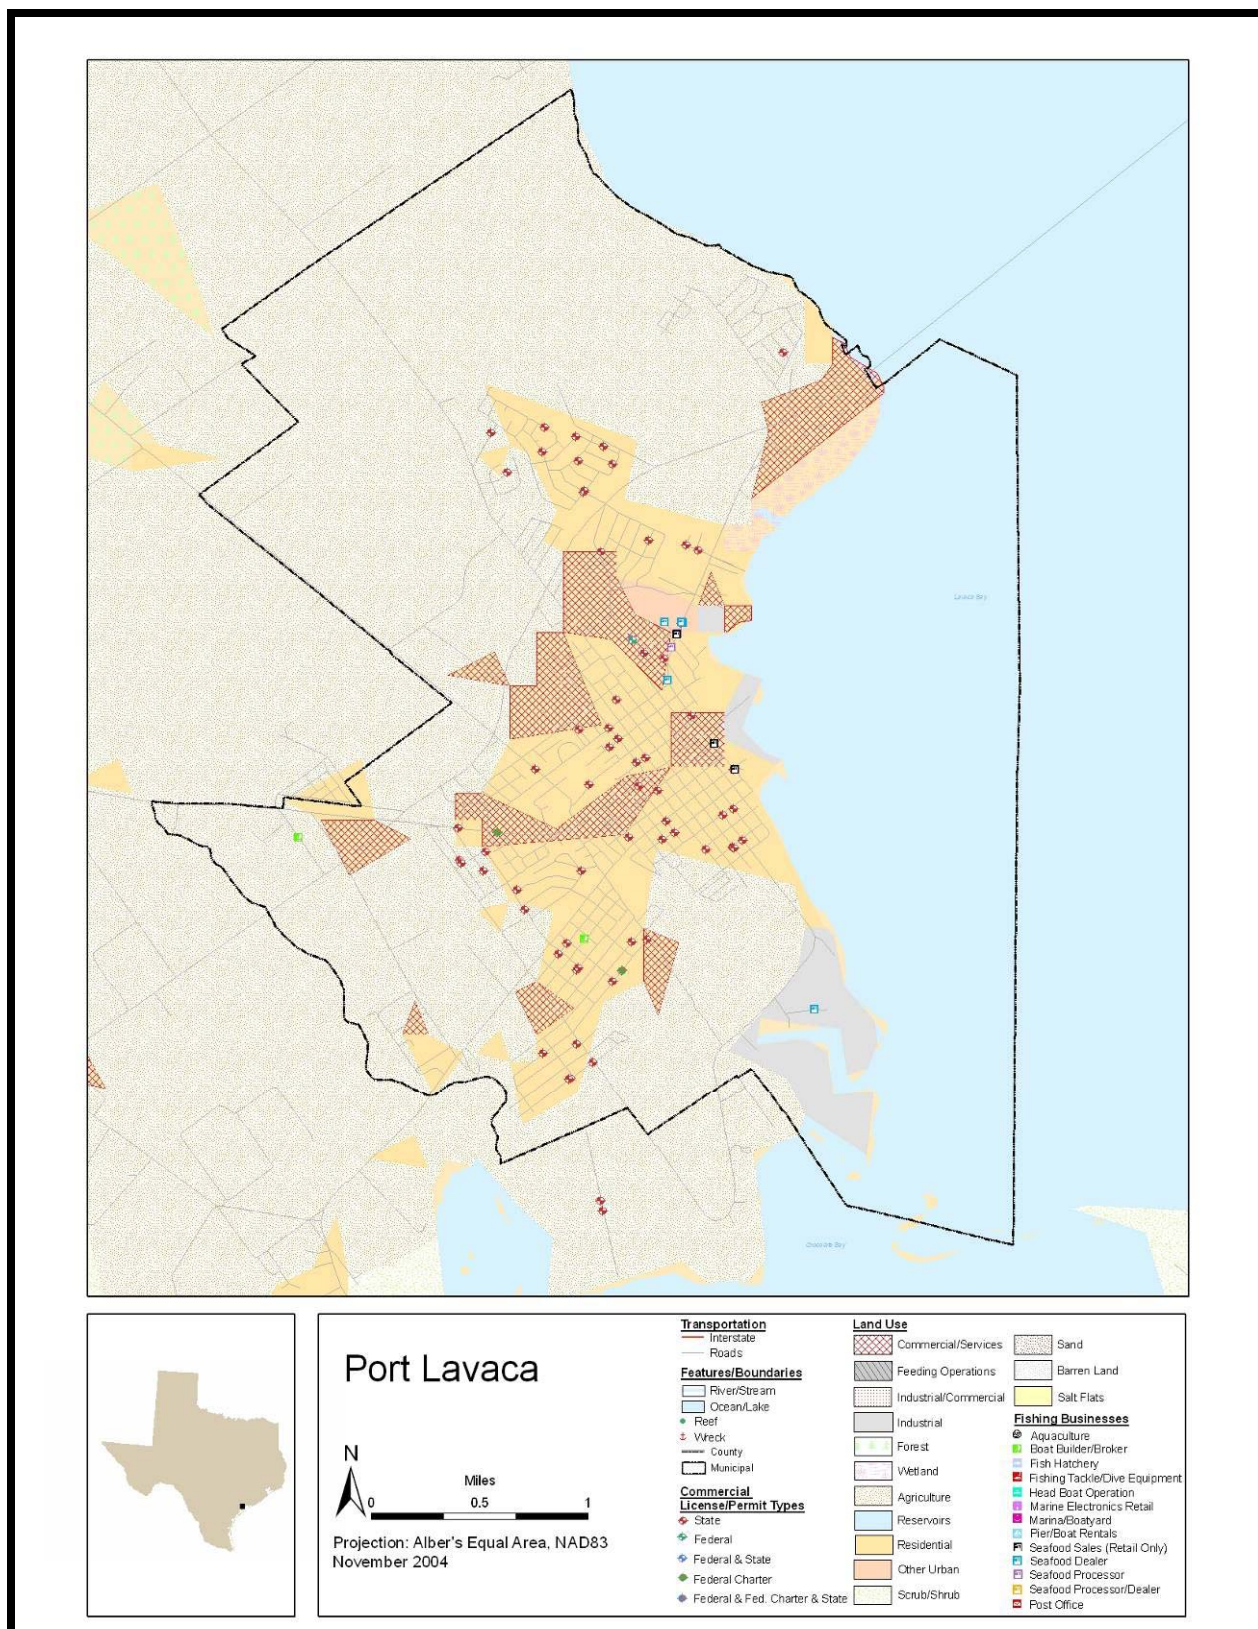 Lavaca Bay
Port Lavaca
N
Miles
0 0.5 1
Projection: Alber's Equal Area, NAD83
November 2004
Transportation
Interstate
Roads
Features/Boundaries
River/Stream
Ocean/Lake
Reef
Wreck
County
Municipal
Commercial
License/Permit Types
State
Federal
Federal & State
Federal Charter
Federal & Fed. Charter & State
Land Use
Commercial/Services
Feeding Operations
Industrial/Commercial
Industrial
Forest
Wetland
Agriculture
Reservoirs
Residential
Other Urban
Scrub/Shrub
Sand
Barren Land
Salt Flats
Fishing Businesses
Aquaculture
Boat Builder/Broker
Fish Hatchery
Fishing Tackle/Dive Equipment
Head Boat Operation
Marine Electronics Retail
Marina/Boatyard
Pier/Boat Rentals
Seafood Sales (Retail Only)
Seafood Dealer
Seafood Processor
Seafood Processor/Dealer
Post Office